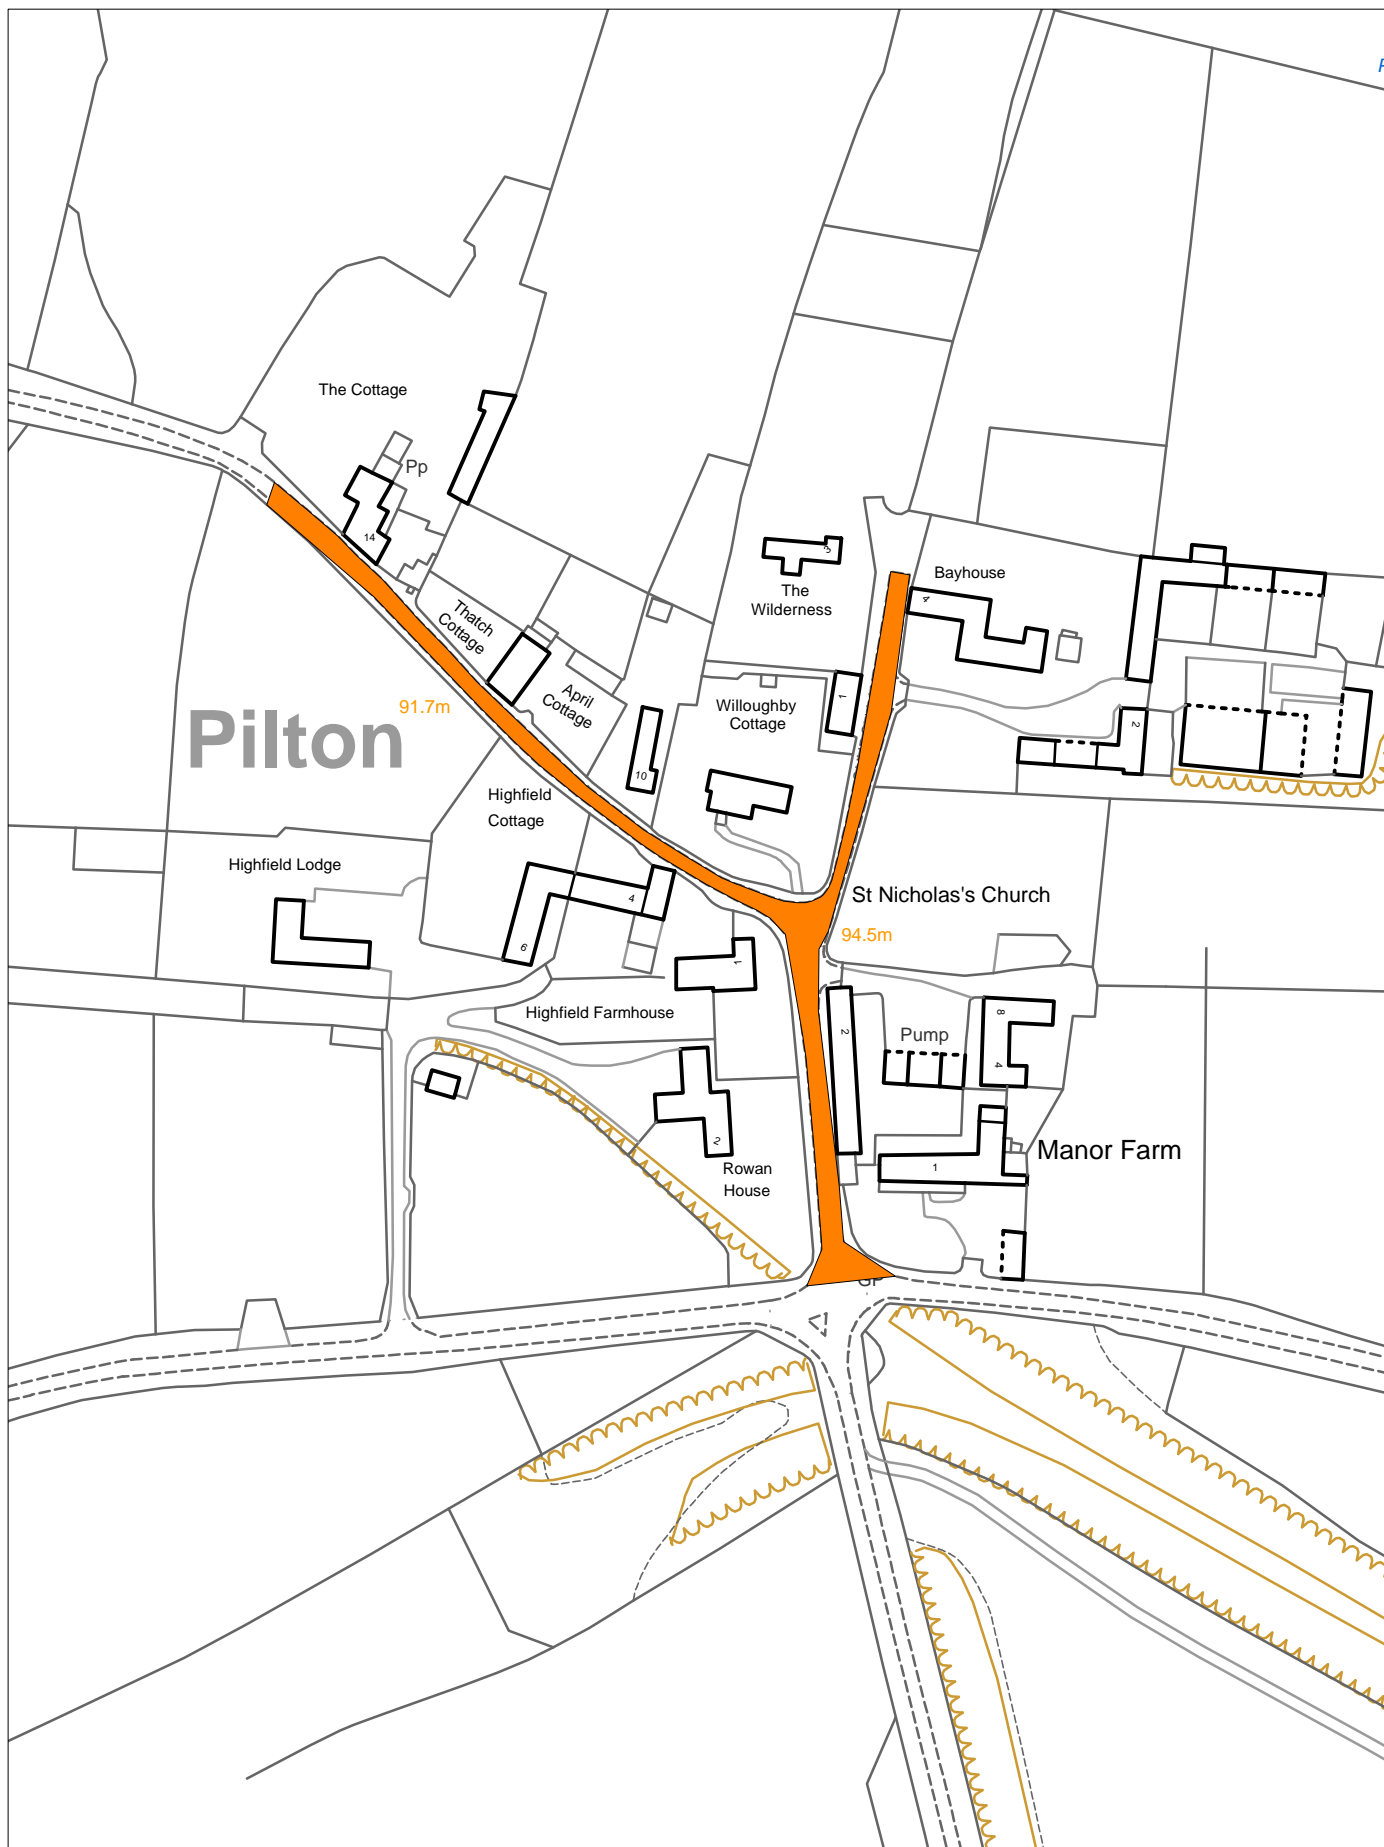 The Cottage
Pp
14
3
The
Wilderness
Bayhouse
4
Thatch
Cottage
April
Cottage
91.7m
Pilton
1
Willoughby
Cottage
2
10
Highfield
Cottage
Highfield Lodge
4
6
St Nicholas's Church
94.5m
1
Highfield Farmhouse
2
Pump
8
4
2
Rowan
House
1
Manor Farm